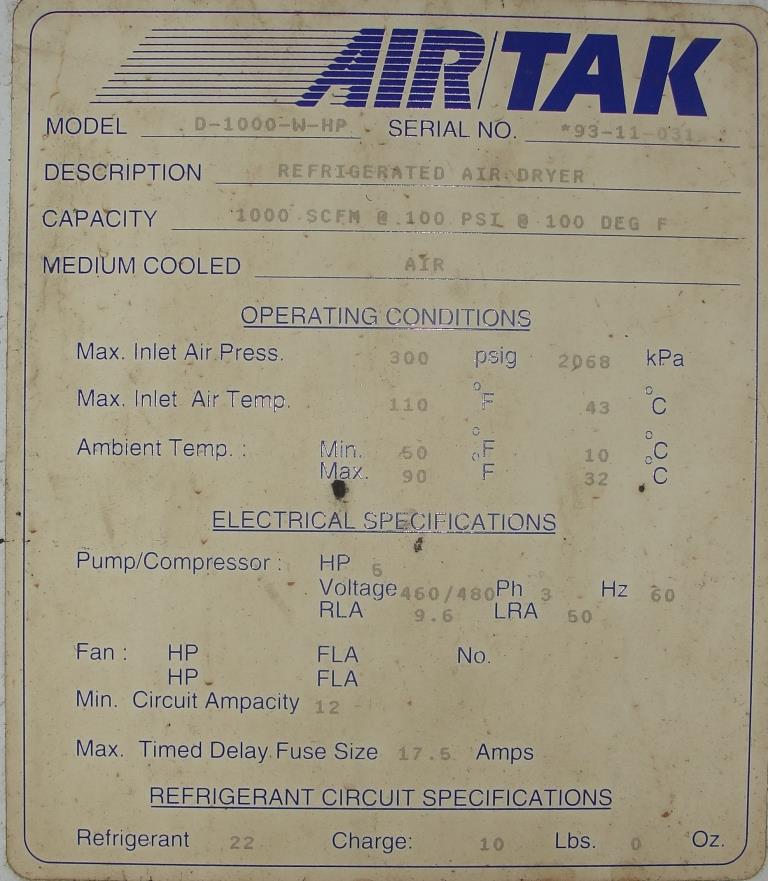 AIR/TAK
MODEL D-1000-W-HP SERIAL NO. *93-11-031
DESCRIPTION REFRIGERATED AIR DRYER
CAPACITY 1000 SCFM @ 100 PSI @ 100 DEG F
MEDIUM COOLED AIR
OPERATING CONDITIONS
Max. Inlet Air Press. 300 psig 2068 kPa
Max. Inlet Air Temp. 110 °F 43 °C
Ambient Temp. : Min. 50 °F 10 °C
Max. 90 °F 32 °C
ELECTRICAL SPECIFICATIONS
Pump/Compressor : HP
Voltage 460/480 Ph 3 Hz 60
RLA 9.6 LRA 50
Fan : HP FLA No.
HP FLA
Min. Circuit Ampacity 12
Max. Timed Delay Fuse Size 17.5 Amps
REFRIGERANT CIRCUIT SPECIFICATIONS
Refrigerant 22 Charge: 10 Lbs. 0 Oz.